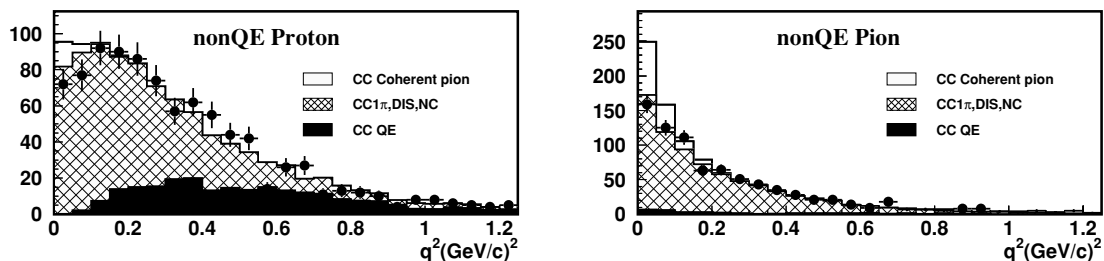 nonQE Proton
100
80
60
40
20
0
CC Coherent pion
CC1π,DIS,NC
CC QE
0 0.2 0.4 0.6 0.8 1 1.2
q²(GeV/c)²
nonQE Pion
250
200
150
100
50
0
CC Coherent pion
CC1π,DIS,NC
CC QE
0 0.2 0.4 0.6 0.8 1 1.2
q²(GeV/c)²